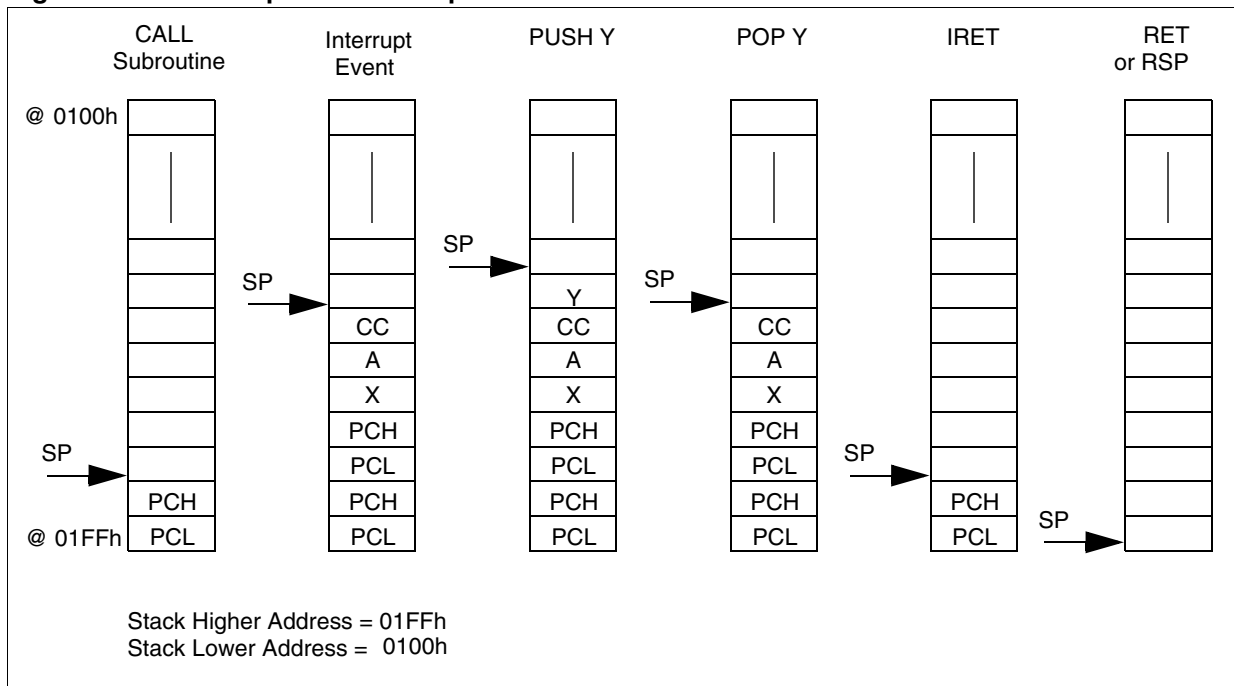 CALL
Subroutine
Interrupt
Event
PUSH Y
POP Y
IRET
RET
or RSP
@ 0100h
SP
PCH
@ 01FFh
PCL
SP
CC
A
X
PCH
PCL
PCH
PCL
SP
Y
CC
A
X
PCH
PCL
PCH
PCL
SP
CC
A
X
PCH
PCL
PCH
PCL
SP
PCH
PCL
SP
Stack Higher Address = 01FFh
Stack Lower Address = 0100h